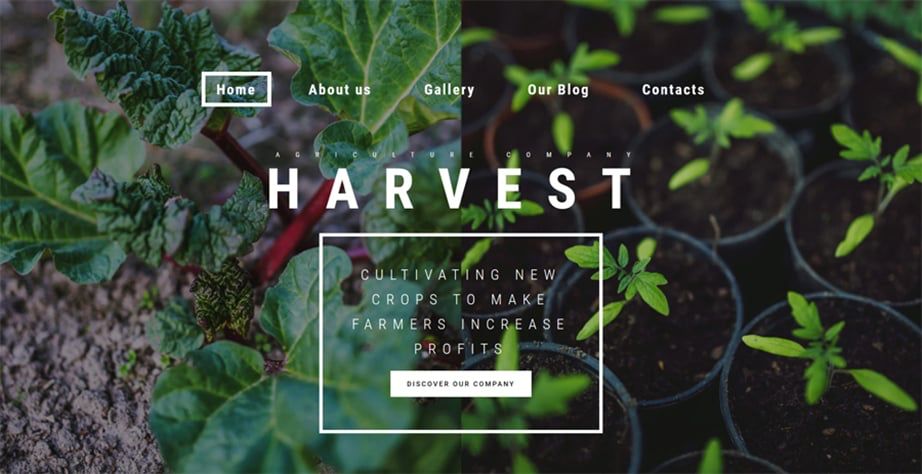 Home About us Gallery Our Blog Contacts
AGRICULTURE COMPANY
HARVEST
CULTIVATING NEW
CROPS TO MAKE
FARMERS INCREASE
PROFITS
DISCOVER OUR COMPANY